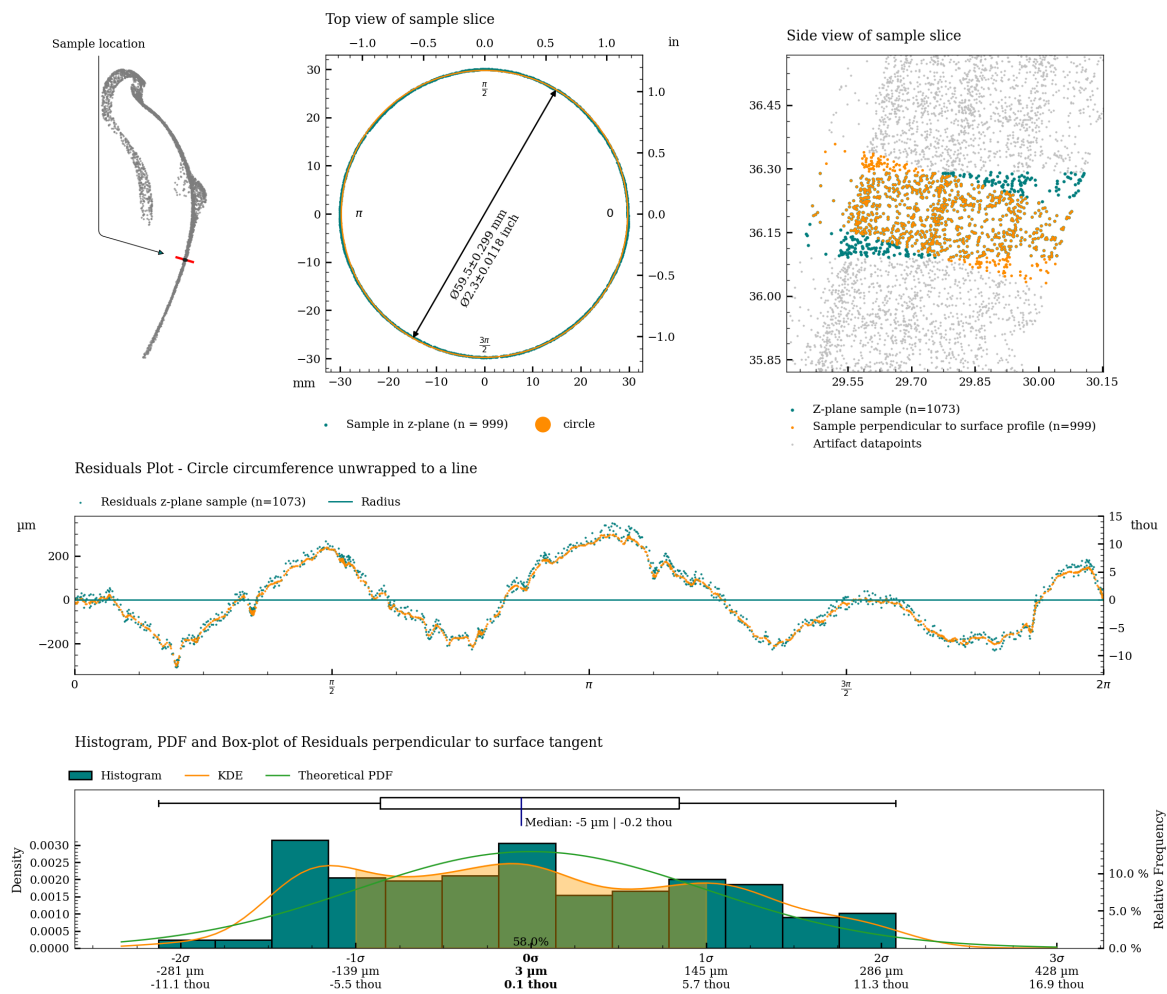 Top view of sample slice
Sample location
−1.0 −0.5 0.0 0.5 1.0 in
30
20
10
0
−10
−20
−30
π/2
π
0
3π/2
Ø59.5±0.299 mm
Ø2.3±0.0118 inch
1.0
0.5
0.0
−0.5
−1.0
mm −30 −20 −10 0 10 20 30
Sample in z-plane (n = 999) circle
Side view of sample slice
36.45
36.30
36.15
36.00
35.85
29.55 29.70 29.85 30.00 30.15
Z-plane sample (n=1073)
Sample perpendicular to surface profile (n=999)
Artifact datapoints
Residuals Plot - Circle circumference unwrapped to a line
Residuals z-plane sample (n=1073) Radius
µm
200
0
−200
15 thou
10
5
0
−5
−10
0 π/2 π 3π/2 2π
Histogram, PDF and Box-plot of Residuals perpendicular to surface tangent
Histogram KDE Theoretical PDF
Median: -5 µm | -0.2 thou
Density
0.0030
0.0025
0.0020
0.0015
0.0010
0.0005
0.0000
Relative Frequency
10.0 %
5.0 %
0.0 %
58.0%
-2σ -1σ 0σ 1σ 2σ 3σ
-281 µm -139 µm 3 µm 145 µm 286 µm 428 µm
-11.1 thou -5.5 thou 0.1 thou 5.7 thou 11.3 thou 16.9 thou